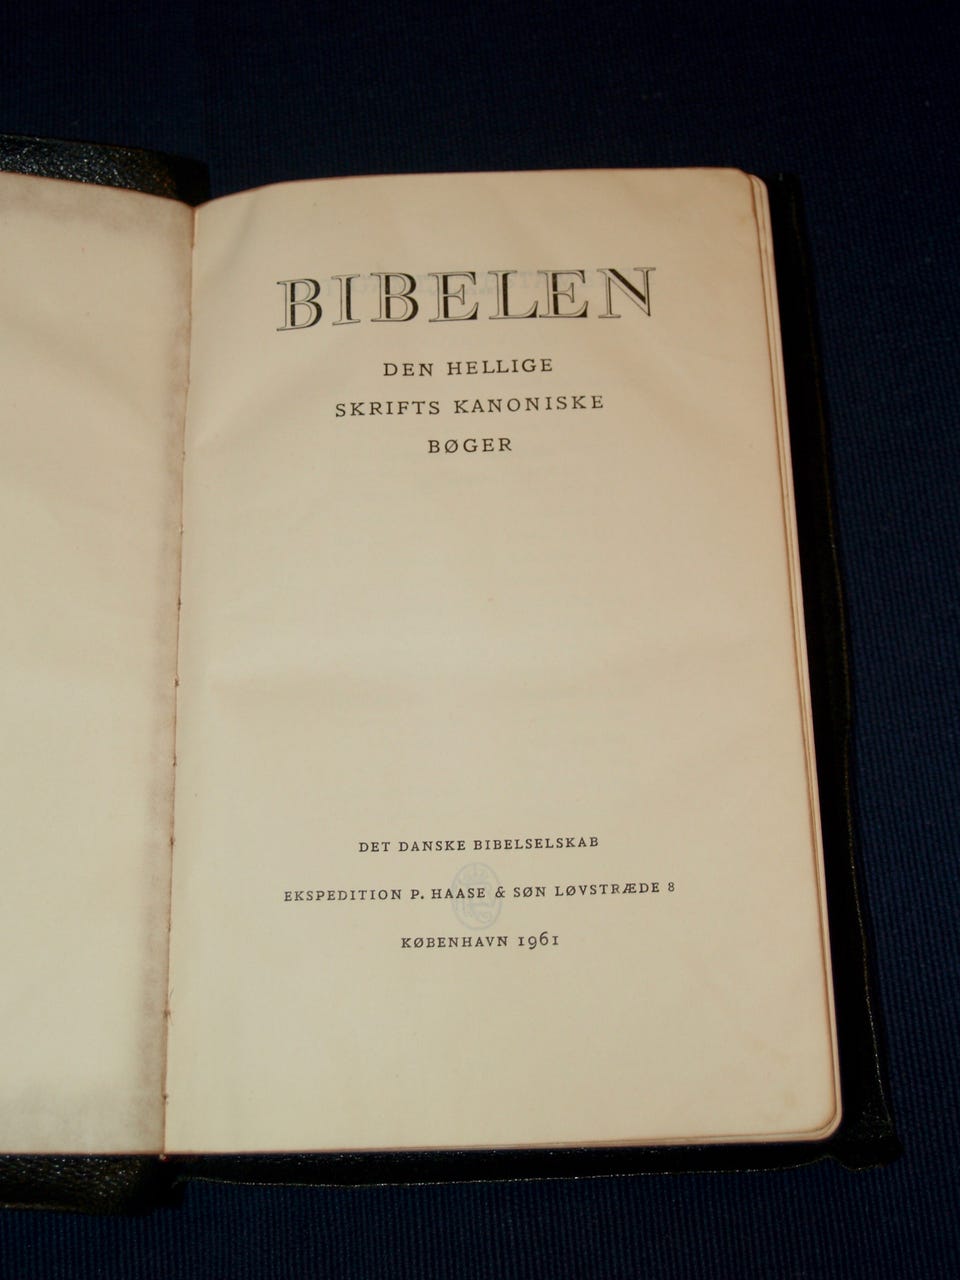 BIBELEN
DEN HELLIGE
SKRIFTS KANONISKE
BØGER
DET DANSKE BIBELSELSKAB
EKSPEDITION P. HAASE & SØN LØVSTRÆDE 8
KØBENHAVN 1961